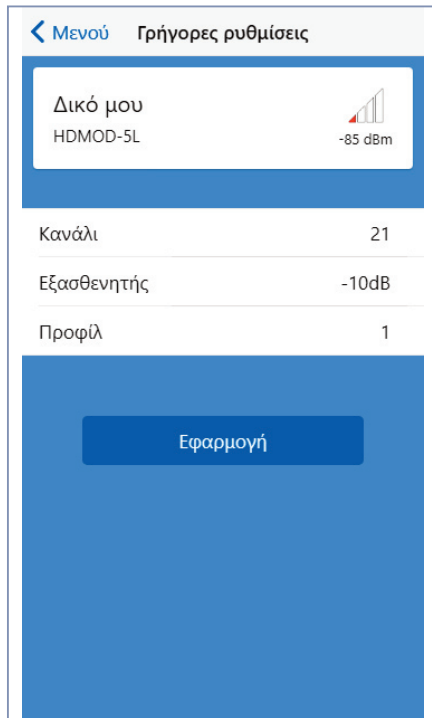 Μενού Γρήγορες ρυθμίσεις
Δικό μου
HDMOD-5L
-85 dBm
Κανάλι 21
Εξασθενητής -10dB
Προφίλ 1
Εφαρμογή